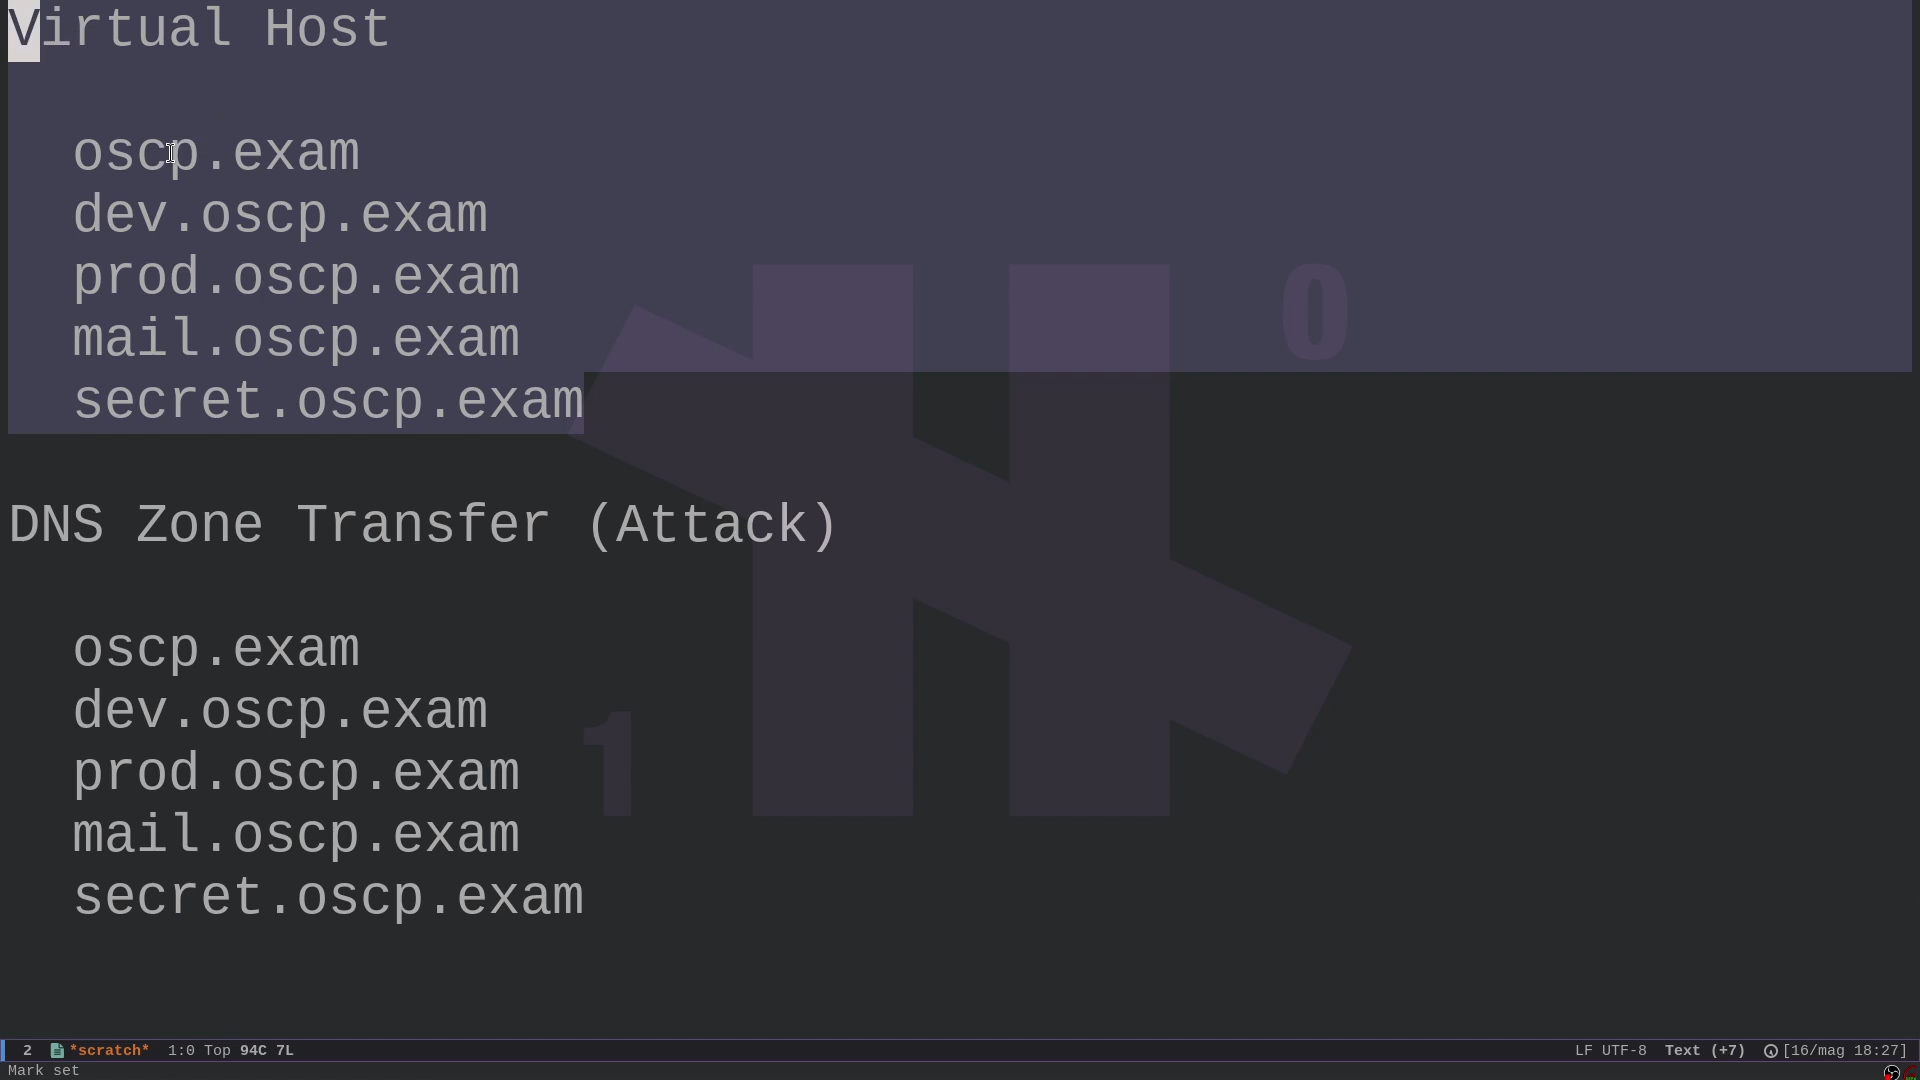 Virtual Host
oscp.exam
dev.oscp.exam
prod.oscp.exam
mail.oscp.exam
secret.oscp.exam
DNS Zone Transfer (Attack)
oscp.exam
dev.oscp.exam
prod.oscp.exam
mail.oscp.exam
secret.oscp.exam
0
1
2 *scratch* 1:0 Top 94C 7L LF UTF-8 Text (+7) [16/mag 18:27]
Mark set